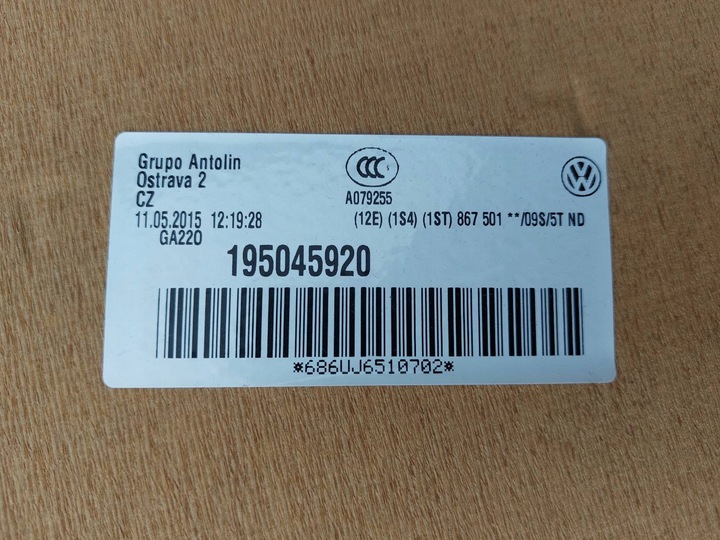 Grupo Antolin
Ostrava 2
CZ
11.05.2015 12:19:28
GA220
CCC
A079255
VW
(12E) (1S4) (1ST) 867 501 **/09S/5T ND
195045920
*686UJ6510702*